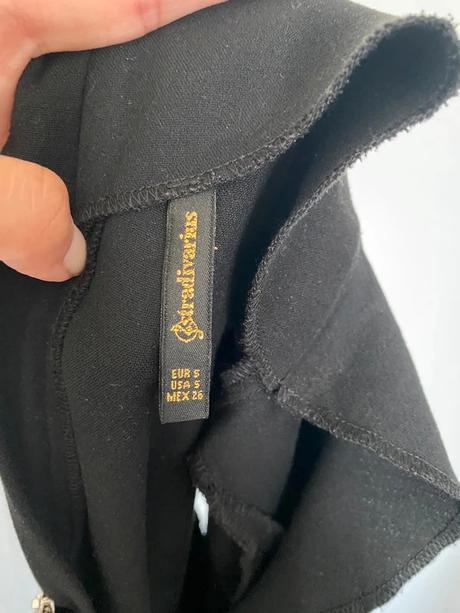 Stradivarius
EUR S
USA S
MEX 26